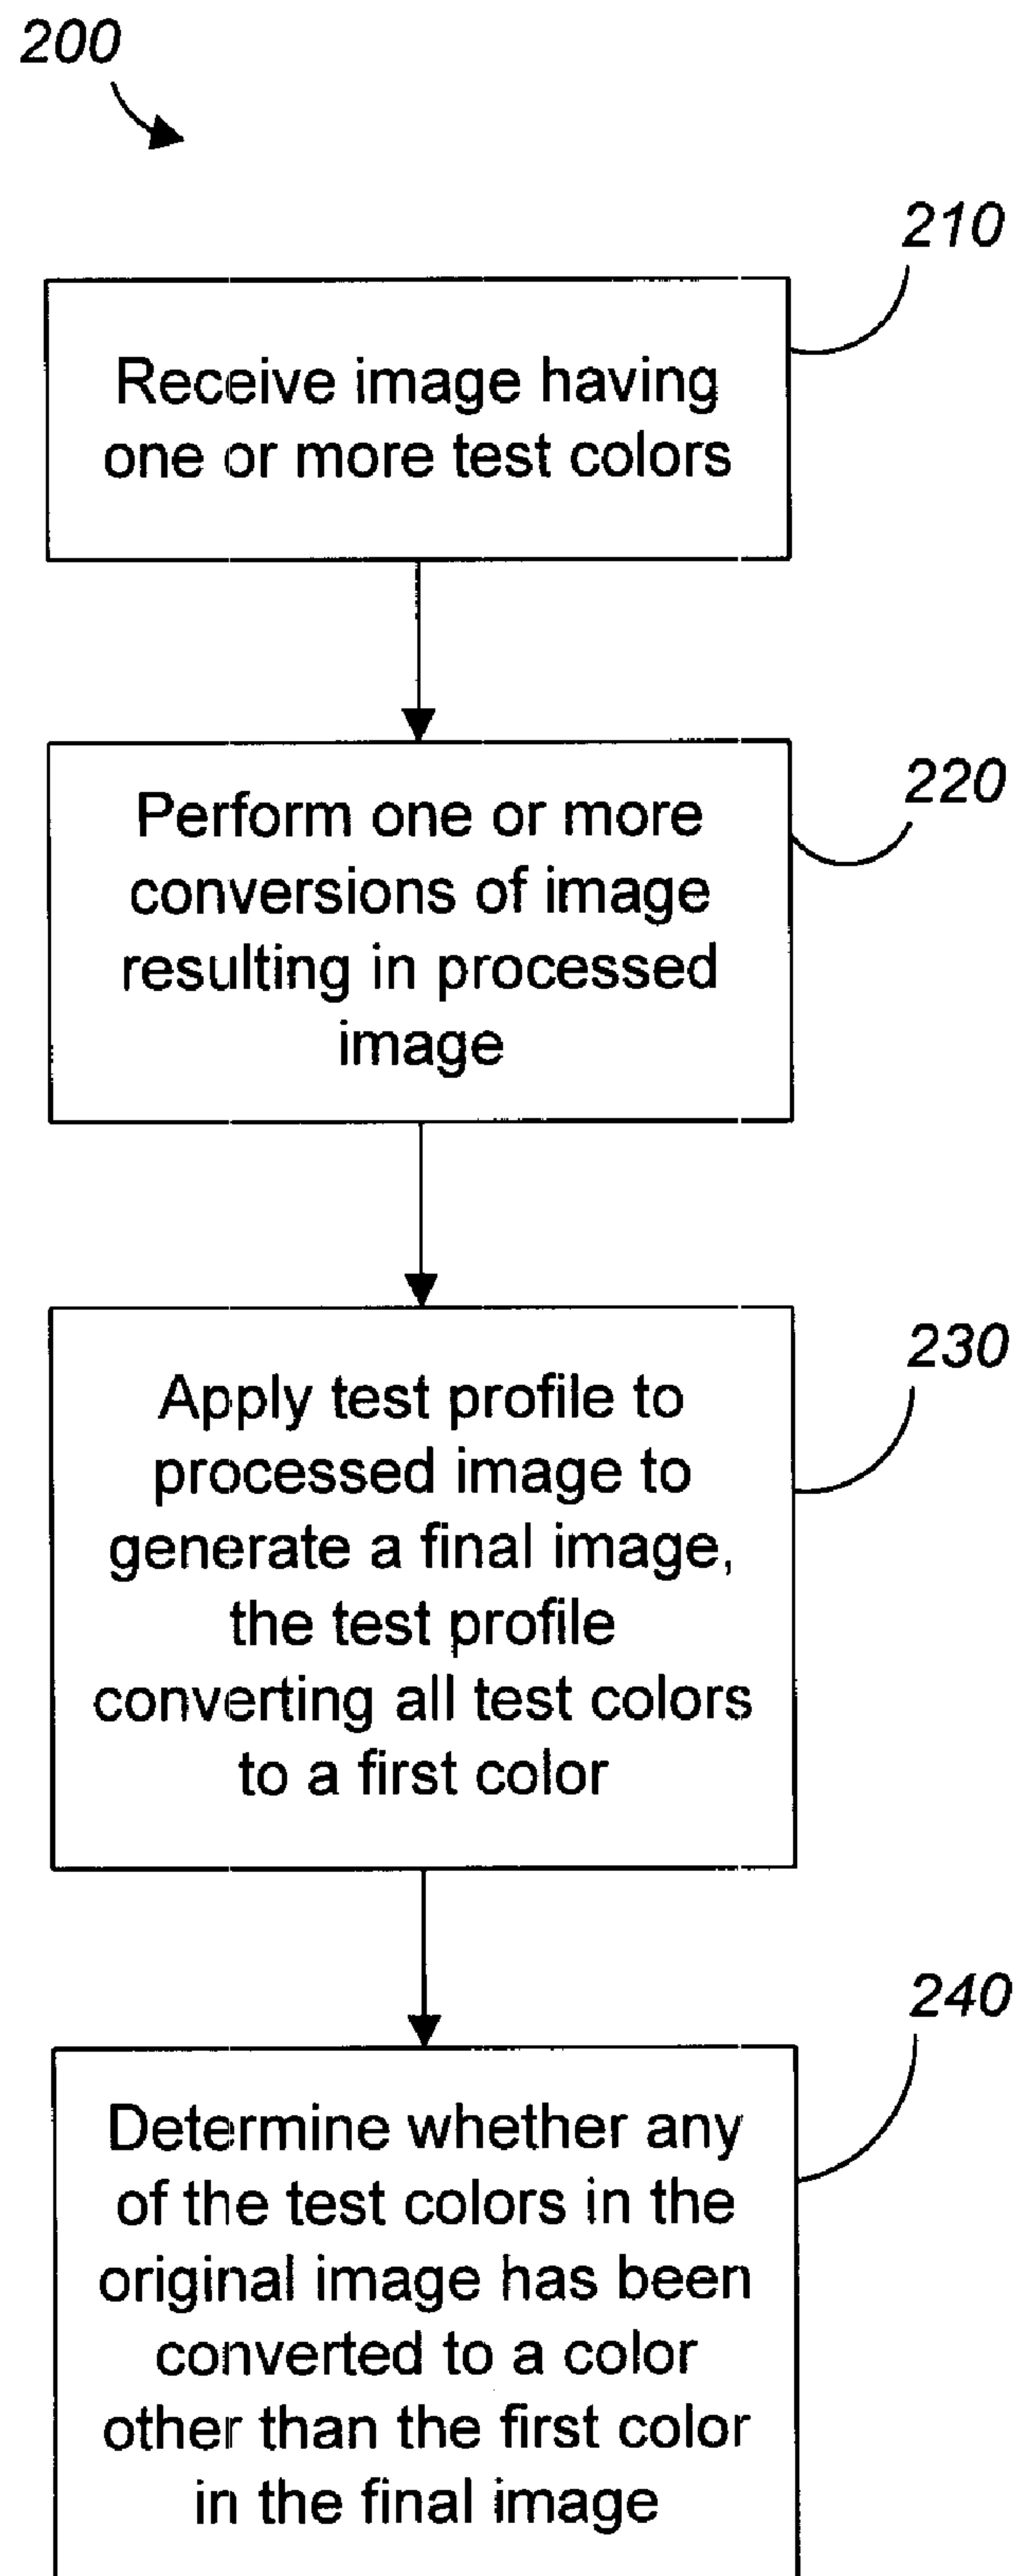 200
210
Receive image having
one or more test colors
220
Perform one or more
conversions of image
resulting in processed
image
230
Apply test profile to
processed image to
generate a final image,
the test profile
converting all test colors
to a first color
240
Determine whether any
of the test colors in the
original image has been
converted to a color
other than the first color
in the final image